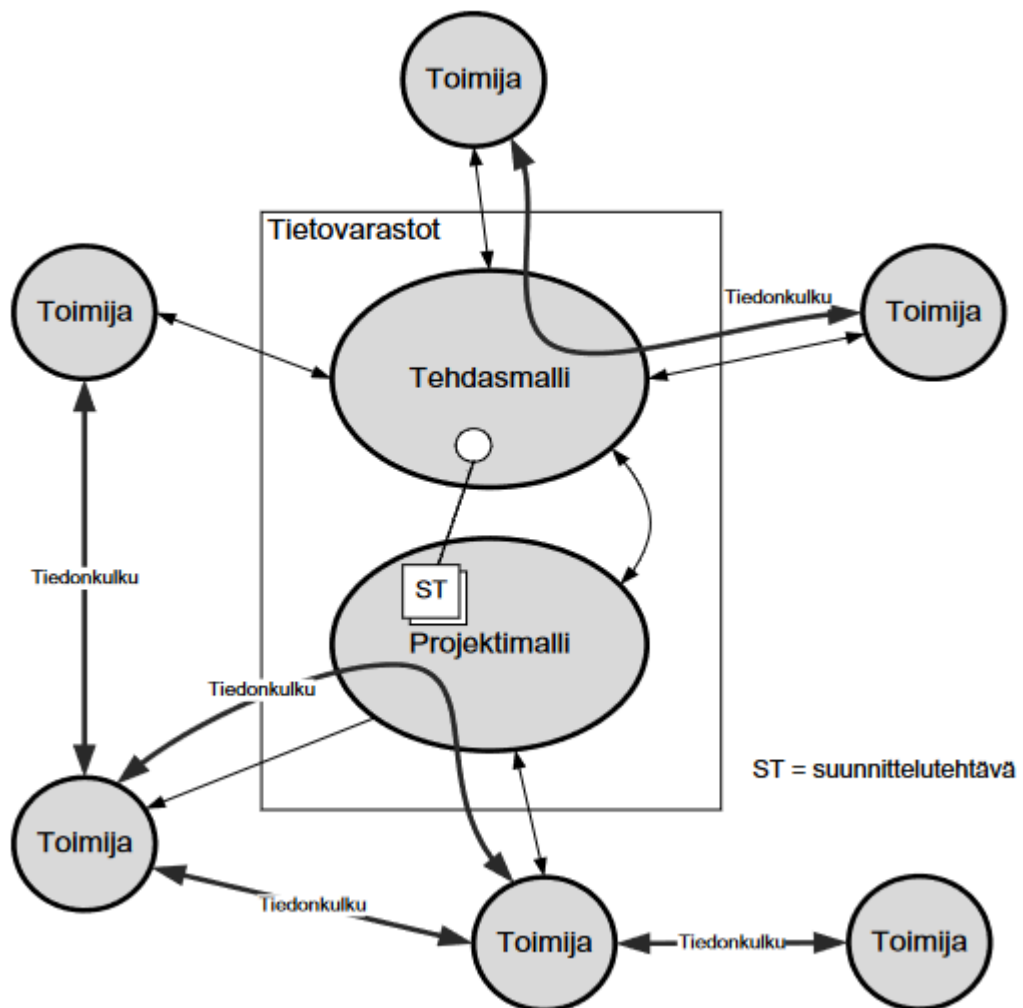 Toimija
Tietovarastot
Toimija
Tiedonkulku
Toimija
Tehdasmalli
Tiedonkulku
ST
Projektimalli
Tiedonkulku
ST = suunnittelutehtävä
Toimija
Tiedonkulku
Toimija
Tiedonkulku
Toimija